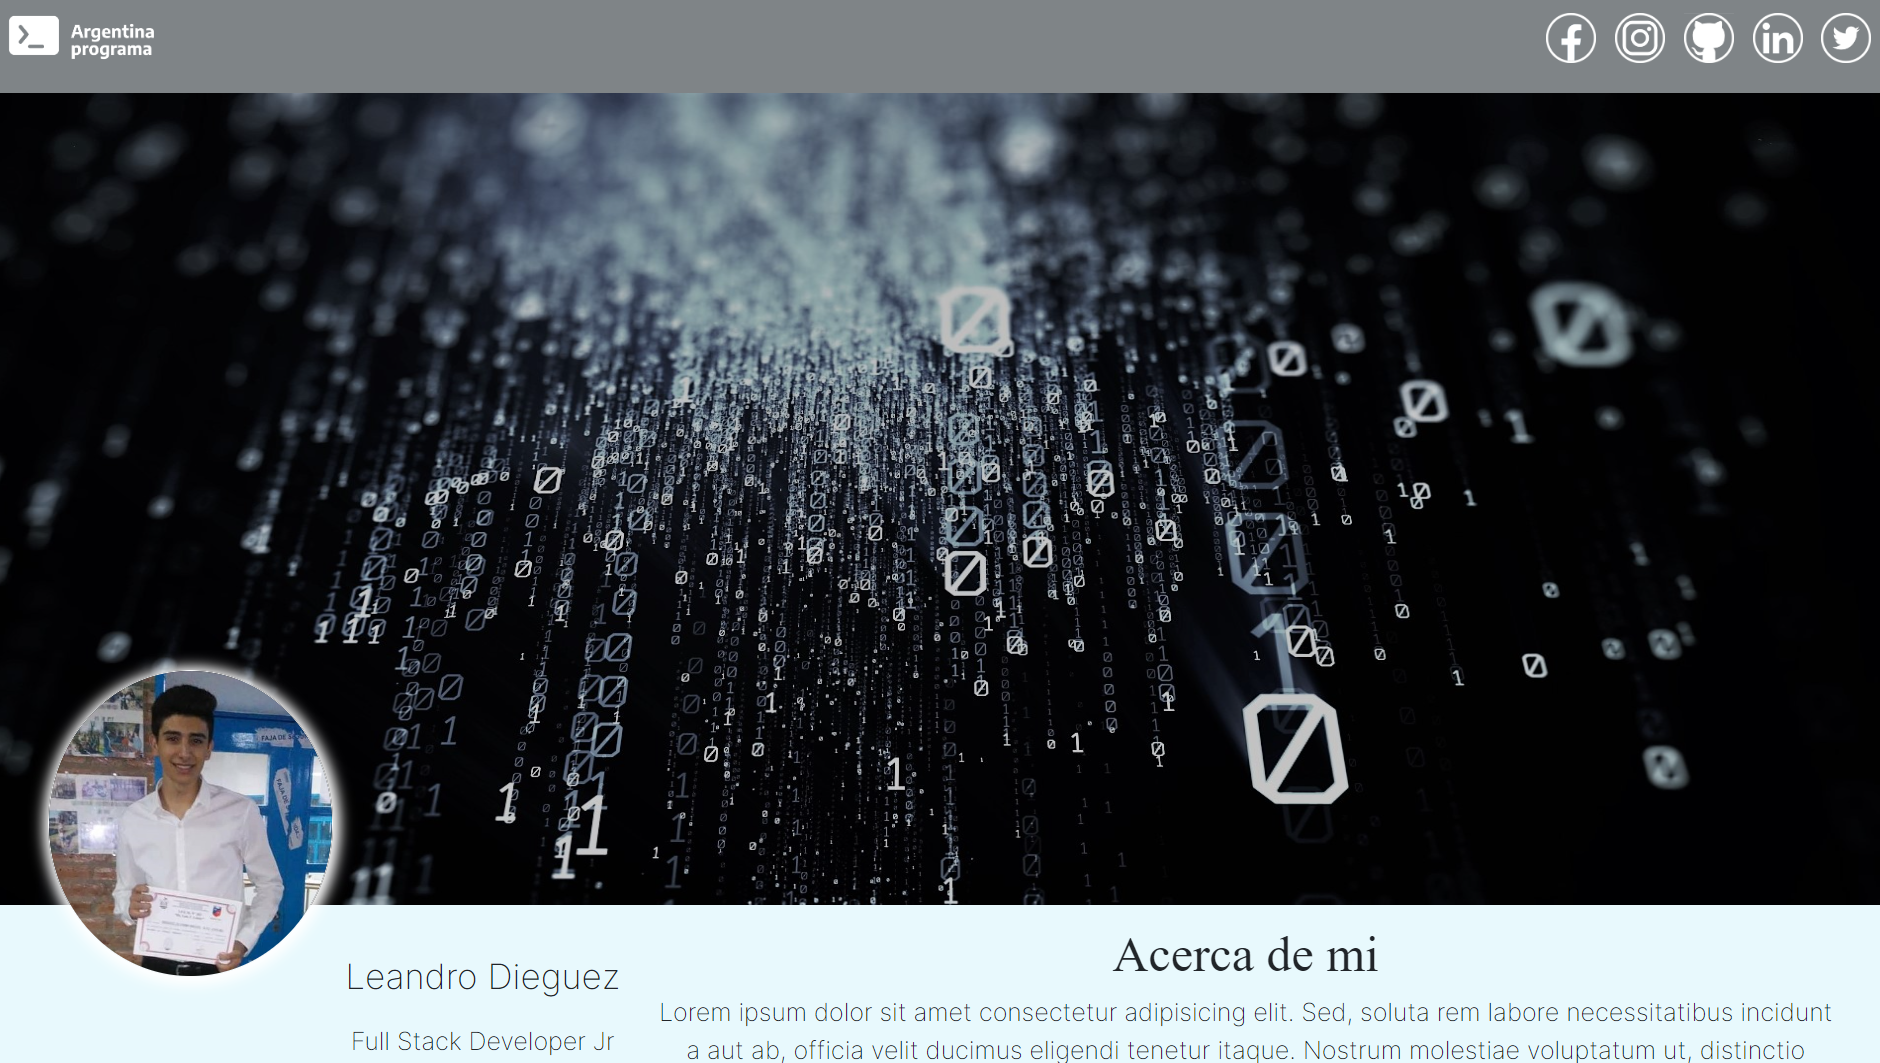 Argentina
programa
FAJA DE
Leandro Dieguez
Full Stack Developer Jr
Acerca de mi
Lorem ipsum dolor sit amet consectetur adipisicing elit. Sed, soluta rem labore necessitatibus incidunt
a aut ab, officia velit ducimus eligendi tenetur itaque. Nostrum molestiae voluptatum ut, distinctio